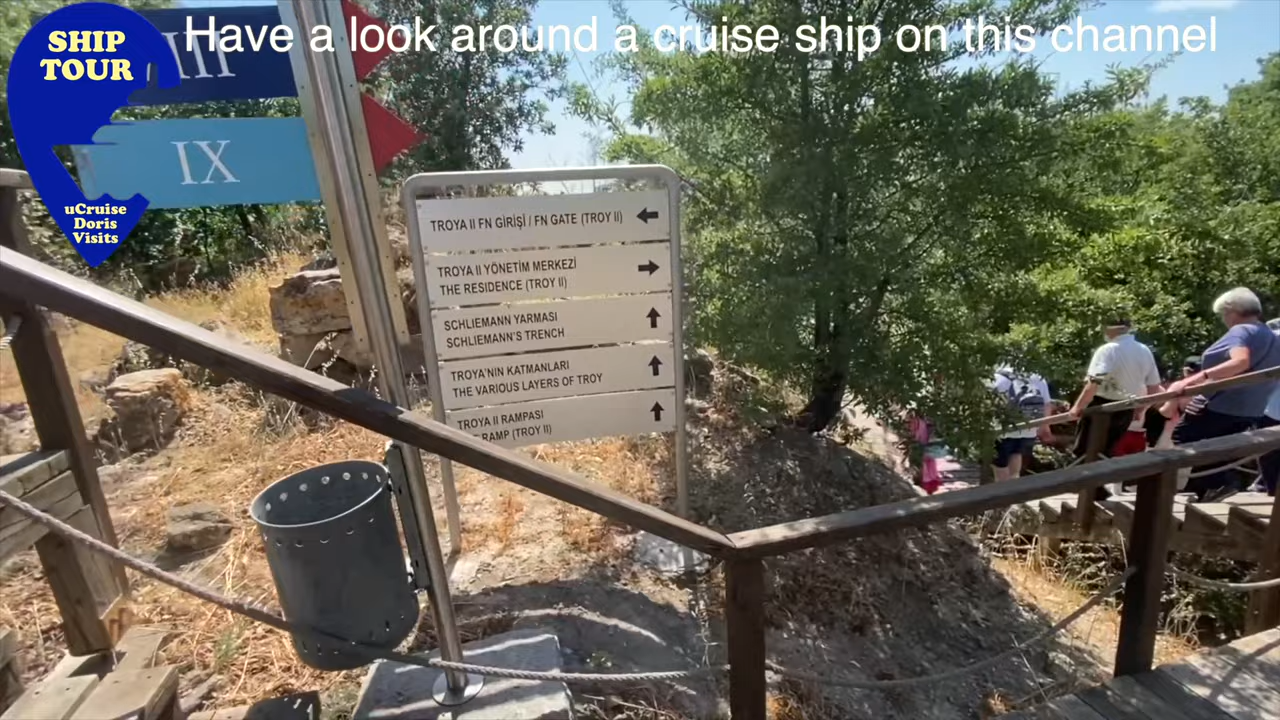 Have a look around a cruise ship on this channel
SHIP
TOUR
uCruise
Doris
Visits
IX
TROYA II FN GİRİŞİ / FN GATE (TROY II)
TROYA II YÖNETİM MERKEZİ
THE RESIDENCE (TROY II)
SCHLIEMANN YARMASI
SCHLIEMANN'S TRENCH
TROYA'NIN KATMANLARI
THE VARIOUS LAYERS OF TROY
TROYA II RAMPASI
RAMP (TROY II)